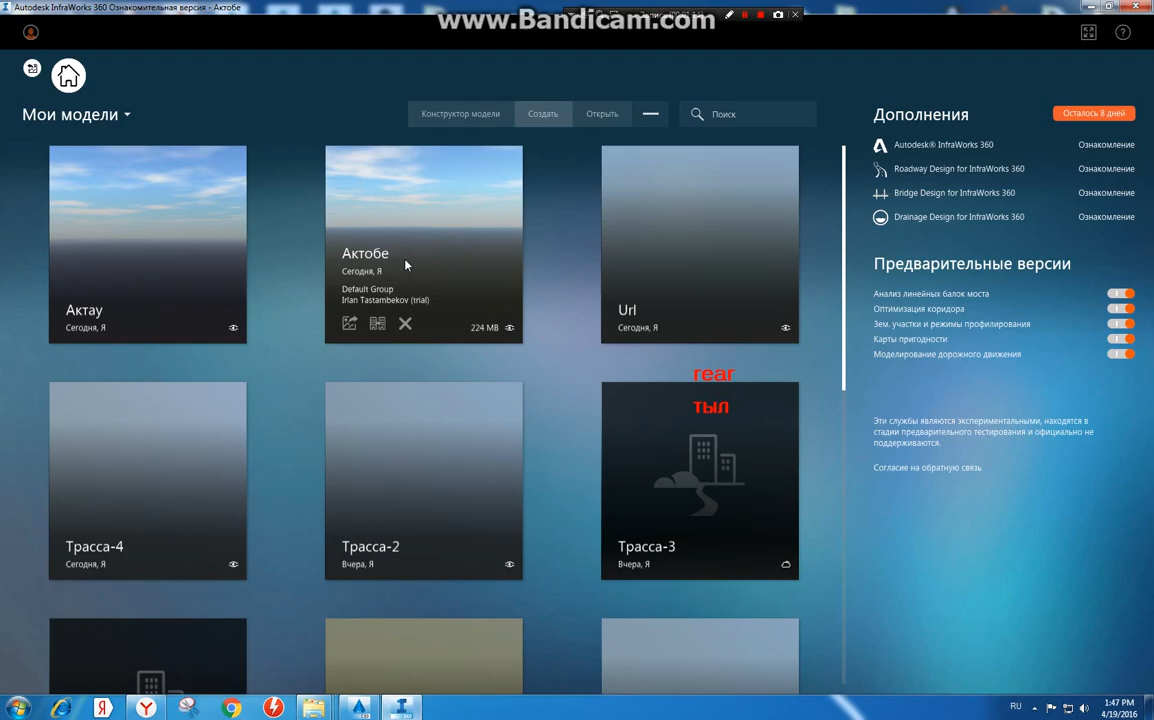 Autodesk InfraWorks 360 Ознакомительная версия - Актобе
www.Bandicam.com
Мои модели
Конструктор модели
Создать
Открыть
Поиск
Дополнения
Осталось 8 дней
Autodesk® InfraWorks 360 Ознакомление
Roadway Design for InfraWorks 360 Ознакомление
Bridge Design for InfraWorks 360 Ознакомление
Drainage Design for InfraWorks 360 Ознакомление
Предварительные версии
Анализ линейных балок моста
Оптимизация коридора
Зем. участки и режимы профилирования
Карты пригодности
Моделирование дорожного движения
Эти службы являются экспериментальными, находятся в
стадии предварительного тестирования и официально не
поддерживаются.
Согласие на обратную связь
Актау
Сегодня, Я
Актобе
Сегодня, Я
Default Group
Irlan Tastambekov (trial)
224 MB
Url
Сегодня, Я
rear
тыл
Трасса-4
Сегодня, Я
Трасса-2
Вчера, Я
Трасса-3
Вчера, Я
RU
1:47 PM
4/19/2016